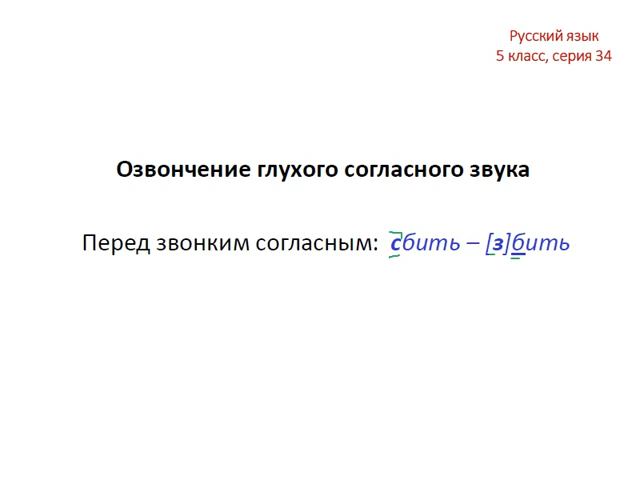 Русский язык
5 класс, серия 34
Озвончение глухого согласного звука
Перед звонким согласным: сбить – [з]бить